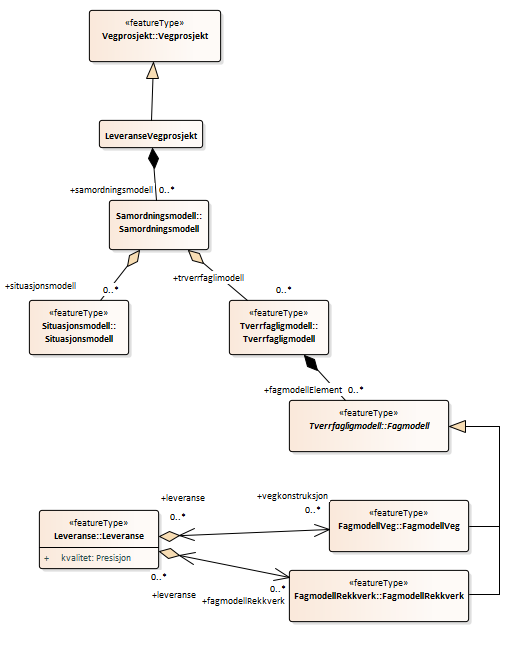 «featureType»
Vegprosjekt::Vegprosjekt
LeveranseVegprosjekt
+samordningsmodell 0..*
Samordningsmodell::
Samordningsmodell
+situasjonsmodell
0..*
+trverrfaglimodell
0..*
«featureType»
Situasjonsmodell::
Situasjonsmodell
«featureType»
Tverrfagligmodell::
Tverrfagligmodell
+fagmodellElement 0..*
«featureType»
Tverrfagligmodell::Fagmodell
+leveranse
0..*
+vegkonstruksjon
0..*
«featureType»
Leveranse::Leveranse
+ kvalitet: Presisjon
«featureType»
FagmodellVeg::FagmodellVeg
0..*
+leveranse
0..*
+fagmodellRekkverk
«featureType»
FagmodellRekkverk::FagmodellRekkverk